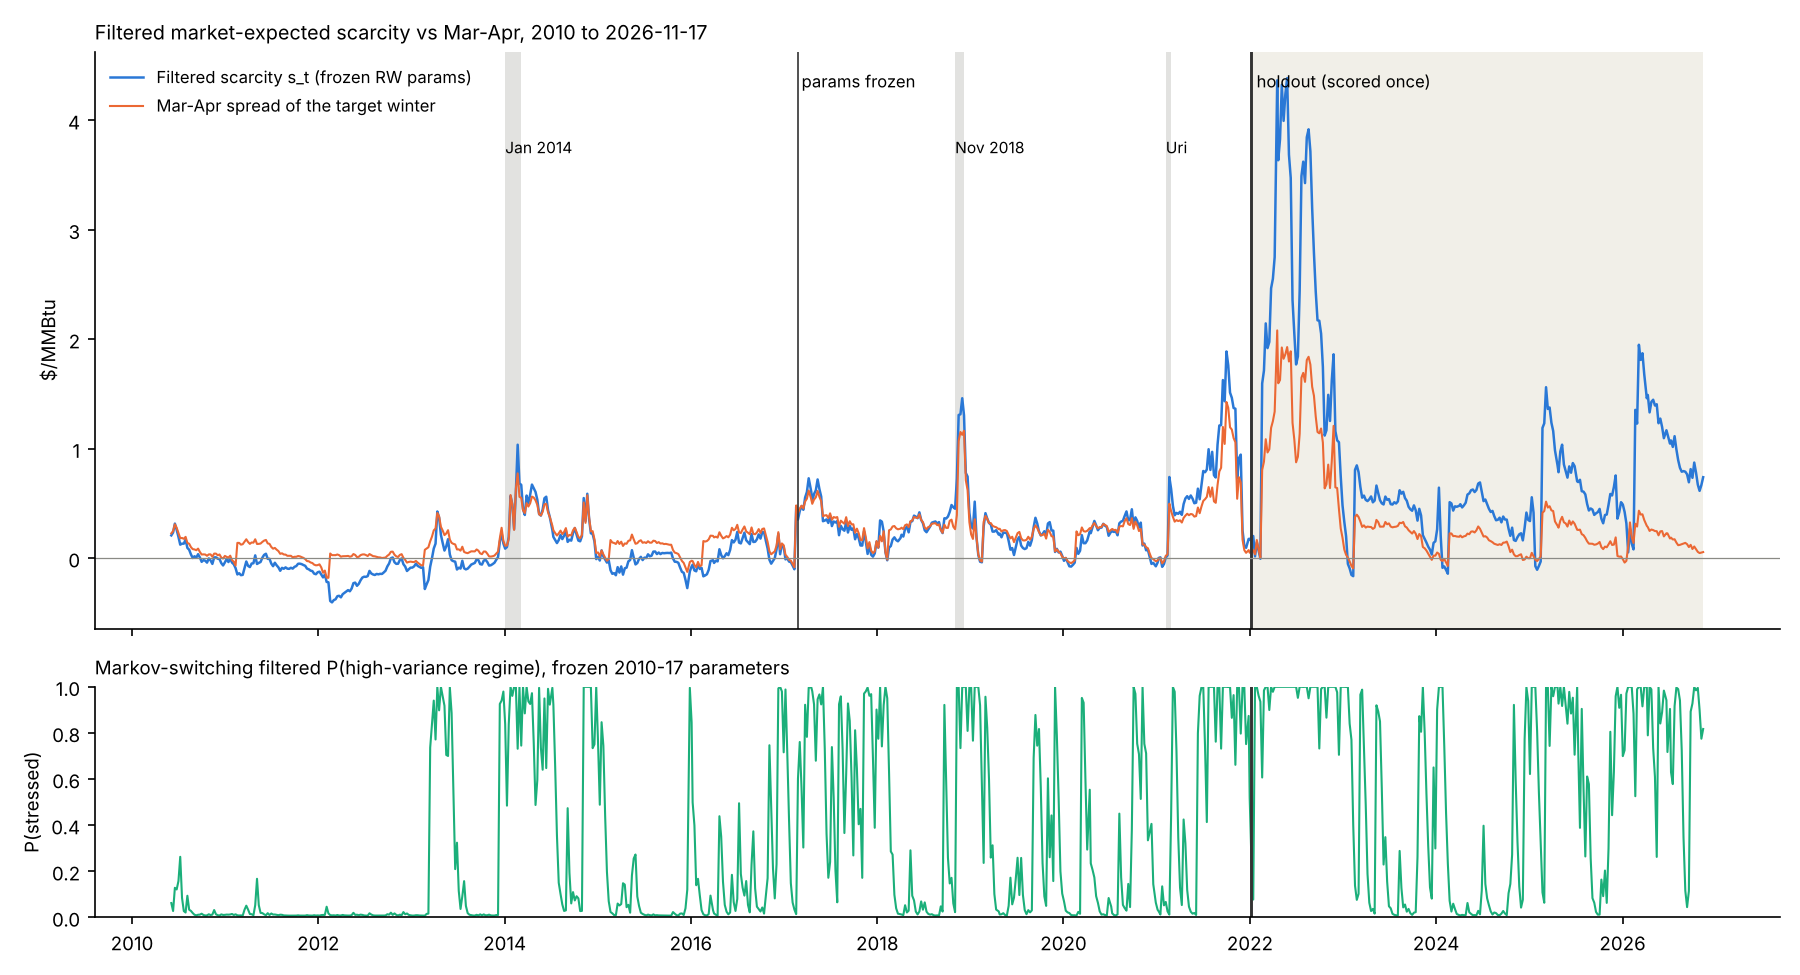 Filtered market-expected scarcity vs Mar-Apr, 2010 to 2026-11-17
Filtered scarcity s_t (frozen RW params)
Mar-Apr spread of the target winter
params frozen
holdout (scored once)
Jan 2014
Nov 2018
Uri
4
3
2
1
0
$/MMBtu
Markov-switching filtered P(high-variance regime), frozen 2010-17 parameters
1.0
0.8
0.6
0.4
0.2
0.0
P(stressed)
2010 2012 2014 2016 2018 2020 2022 2024 2026